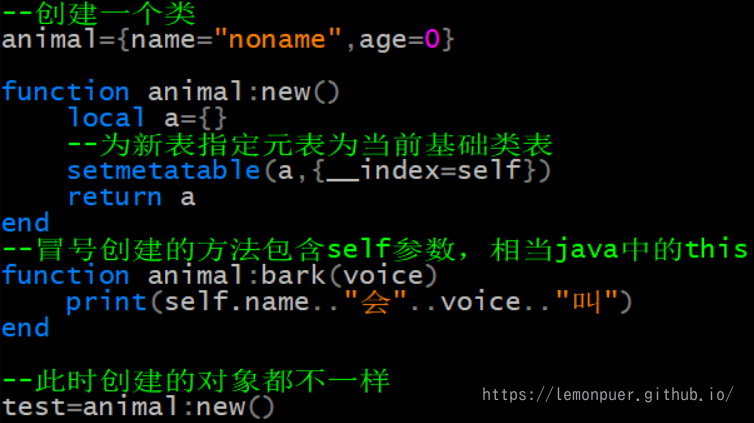 --创建一个类
animal={name="noname",age=0}
function animal:new()
local a={}
--为新表指定元表为当前基础类表
setmetatable(a,{__index=self})
return a
end
--冒号创建的方法包含self参数，相当java中的this
function animal:bark(voice)
print(self.name.."会"..voice.."叫")
end
--此时创建的对象都不一样
test=animal:new()
https://lemonpuer.github.io/